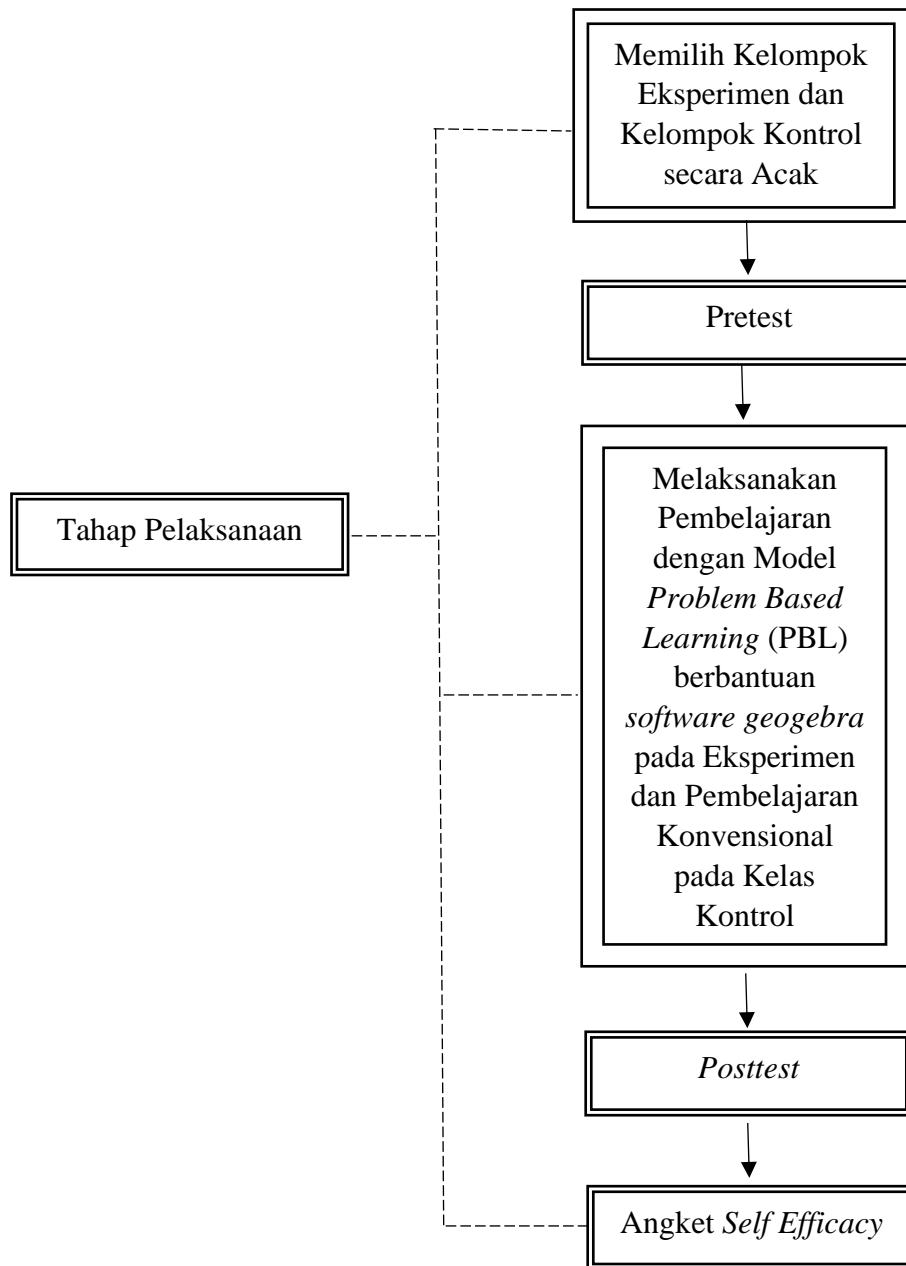 Memilih Kelompok
Eksperimen dan
Kelompok Kontrol
secara Acak
Pretest
Tahap Pelaksanaan
Melaksanakan
Pembelajaran
dengan Model
Problem Based
Learning (PBL)
berbantuan
software geogebra
pada Eksperimen
dan Pembelajaran
Konvensional
pada Kelas
Kontrol
Posttest
Angket Self Efficacy